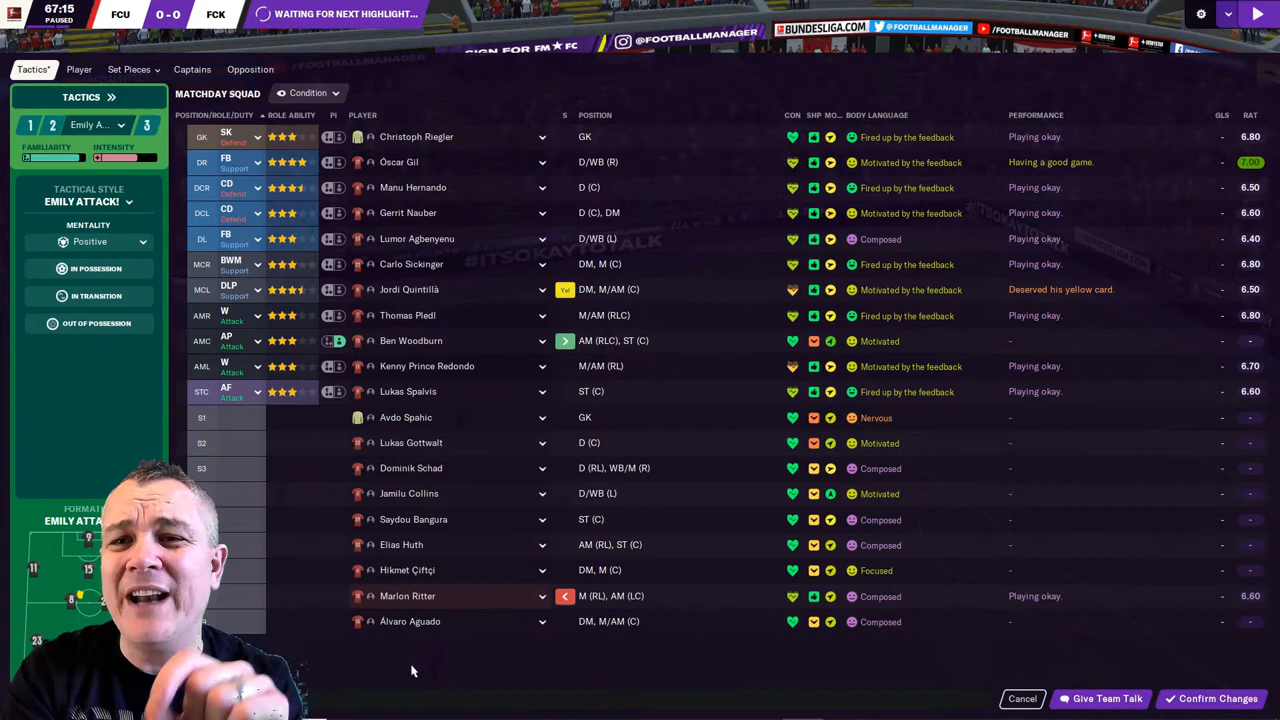 67:15
PAUSED
FCU
0 - 0
FCK
WAITING FOR NEXT HIGHLIGHT...
SIGN FOR FM★FC
@FOOTBALLMANAGER
BUNDESLIGA.COM
@FOOTBALLMANAGER
/FOOTBALLMANAGER
Tactics*
Player
Set Pieces
Captains
Opposition
TACTICS
1 2 Emily A... 3
FAMILIARITY INTENSITY
TACTICAL STYLE
EMILY ATTACK!
MENTALITY
Positive
IN POSSESSION
IN TRANSITION
OUT OF POSSESSION
EMILY ATTA
9
11
15
8
23
MATCHDAY SQUAD
Condition
POSITION/ROLE/DUTY ROLE ABILITY PI PLAYER S POSITION CON SHP MO... BODY LANGUAGE PERFORMANCE GLS RAT
GK SK Defend Christoph Riegler GK Fired up by the feedback Playing okay. - 6.80
DR FB Support Óscar Gil D/WB (R) Motivated by the feedback Having a good game. - 7.00
DCR CD Defend Manu Hernando D (C) Fired up by the feedback Playing okay. - 6.50
DCL CD Defend Gerrit Nauber D (C), DM Motivated by the feedback Playing okay. - 6.60
DL FB Support Lumor Agbenyenu D/WB (L) Composed Playing okay. - 6.40
MCR BWM Support Carlo Sickinger DM, M (C) Fired up by the feedback Playing okay. - 6.80
MCL DLP Support Jordi Quintillà Yel DM, M/AM (C) Motivated by the feedback Deserved his yellow card. - 6.50
AMR W Attack Thomas Pledl M/AM (RLC) Fired up by the feedback Playing okay. - 6.80
AMC AP Attack Ben Woodburn AM (RLC), ST (C) Motivated - - -
AML W Attack Kenny Prince Redondo M/AM (RL) Motivated by the feedback Playing okay. - 6.70
STC AF Attack Lukas Spalvis ST (C) Fired up by the feedback Playing okay. - 6.60
S1 Avdo Spahic GK Nervous - - -
S2 Lukas Gottwalt D (C) Motivated - - -
S3 Dominik Schad D (RL), WB/M (R) Composed - - -
Jamilu Collins D/WB (L) Motivated - - -
Saydou Bangura ST (C) Composed - - -
Elias Huth AM (RL), ST (C) Composed - - -
Hikmet Çiftçi DM, M (C) Focused - - -
Marlon Ritter M (RL), AM (LC) Composed Playing okay. - 6.60
Álvaro Aguado DM, M/AM (C) Composed - - -
#ITSOKAYTOTALK
Cancel
Give Team Talk
Confirm Changes